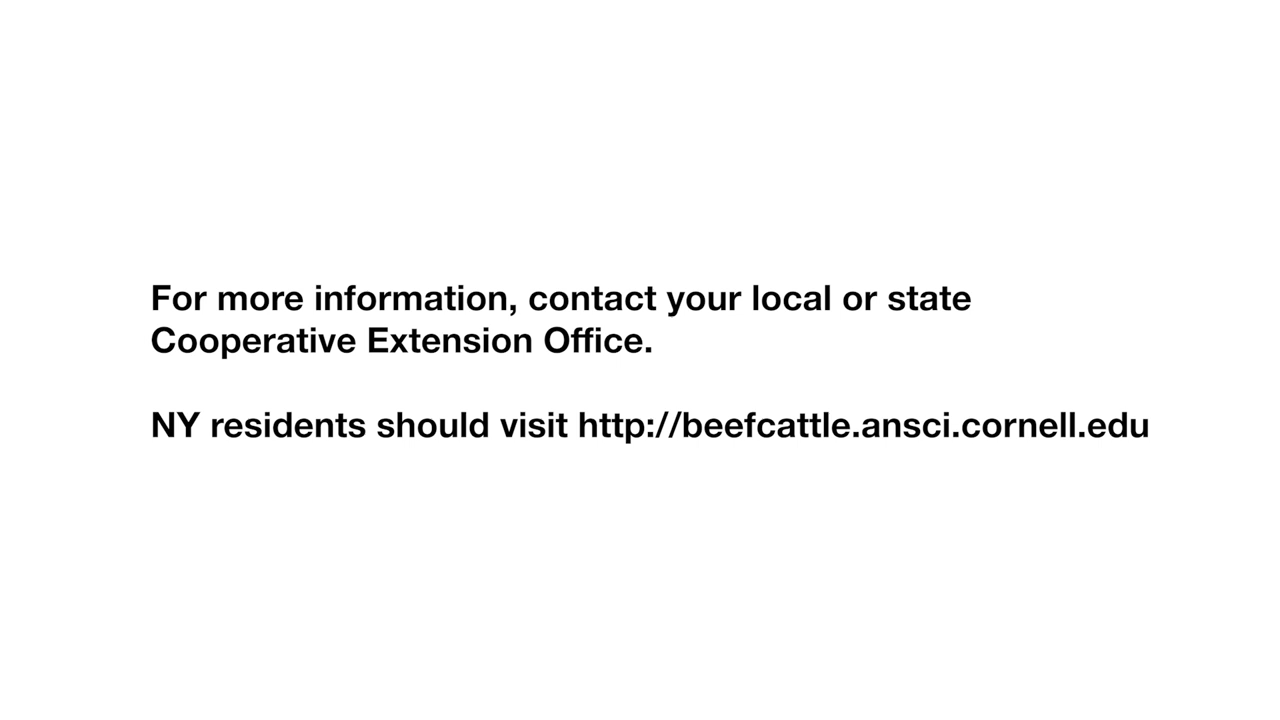 For more information, contact your local or state
Cooperative Extension Office.
NY residents should visit http://beefcattle.ansci.cornell.edu